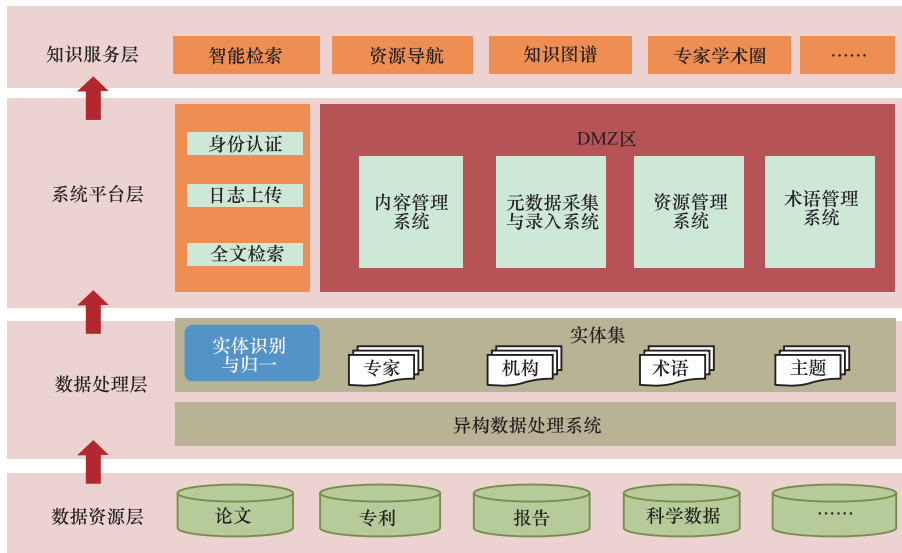 知识服务层
智能检索
资源导航
知识图谱
专家学术圈
……
系统平台层
身份认证
日志上传
全文检索
DMZ区
内容管理
系统
元数据采集
与录入系统
资源管理
系统
术语管理
系统
数据处理层
实体识别
与归一
实体集
专家
机构
术语
主题
异构数据处理系统
数据资源层
论文
专利
报告
科学数据
……